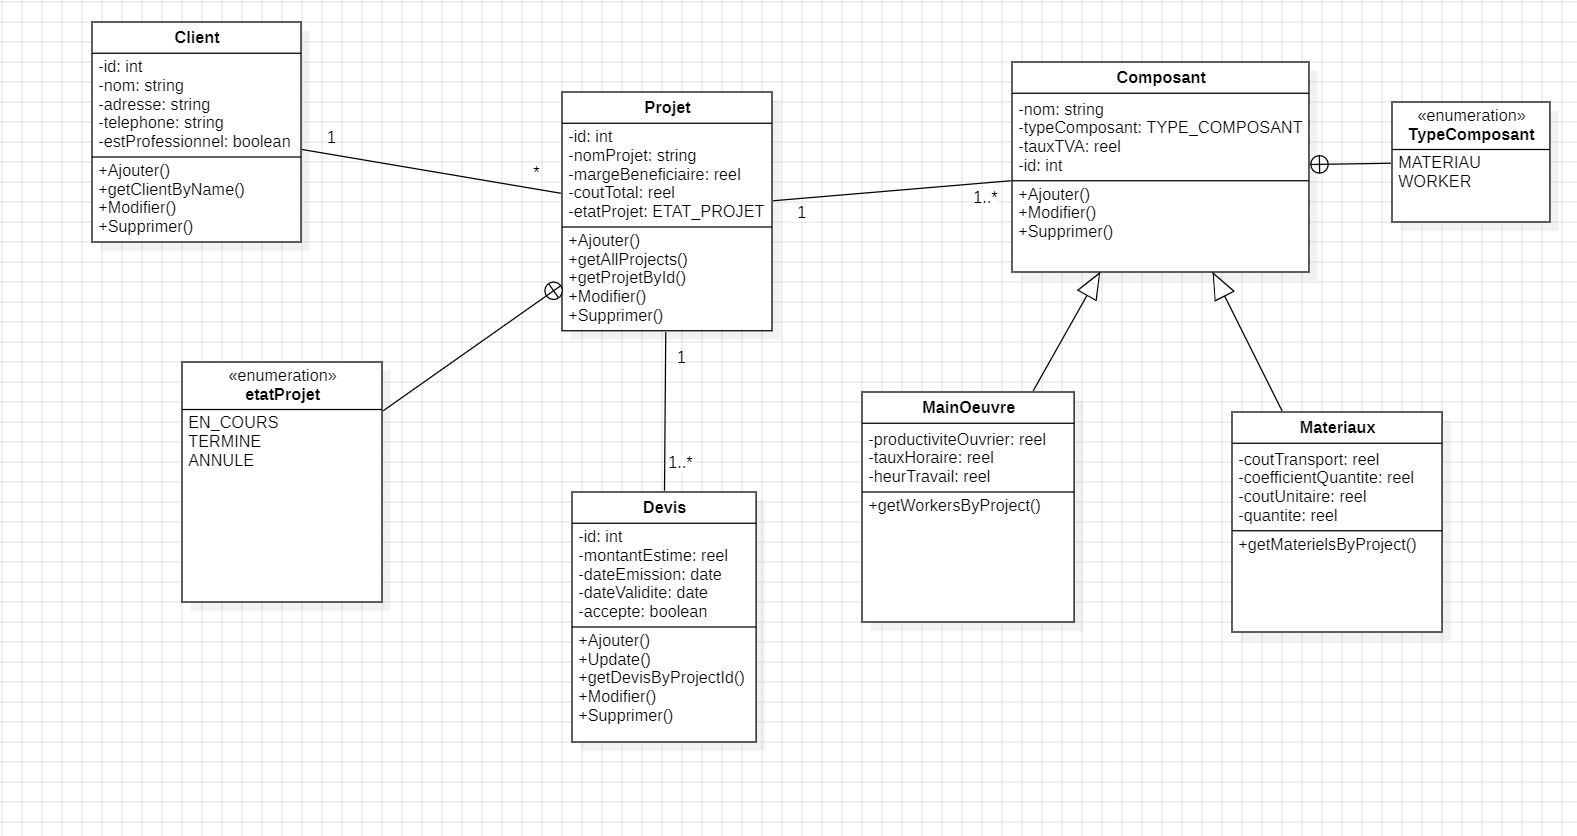 Client
-id: int
-nom: string
-adresse: string
-telephone: string
-estProfessionnel: boolean
+Ajouter()
+getClientByName()
+Modifier()
+Supprimer()
1
*
Projet
-id: int
-nomProjet: string
-margeBeneficiaire: reel
-coutTotal: reel
-etatProjet: ETAT_PROJET
+Ajouter()
+getAllProjects()
+getProjetById()
+Modifier()
+Supprimer()
1
1..*
Composant
-nom: string
-typeComposant: TYPE_COMPOSANT
-tauxTVA: reel
-id: int
+Ajouter()
+Modifier()
+Supprimer()
«enumeration»
TypeComposant
MATERIAU
WORKER
«enumeration»
etatProjet
EN_COURS
TERMINE
ANNULE
1
1..*
Devis
-id: int
-montantEstime: reel
-dateEmission: date
-dateValidite: date
-accepte: boolean
+Ajouter()
+Update()
+getDevisByProjectId()
+Modifier()
+Supprimer()
MainOeuvre
-productiviteOuvrier: reel
-tauxHoraire: reel
-heurTravail: reel
+getWorkersByProject()
Materiaux
-coutTransport: reel
-coefficientQuantite: reel
-coutUnitaire: reel
-quantite: reel
+getMaterielsByProject()